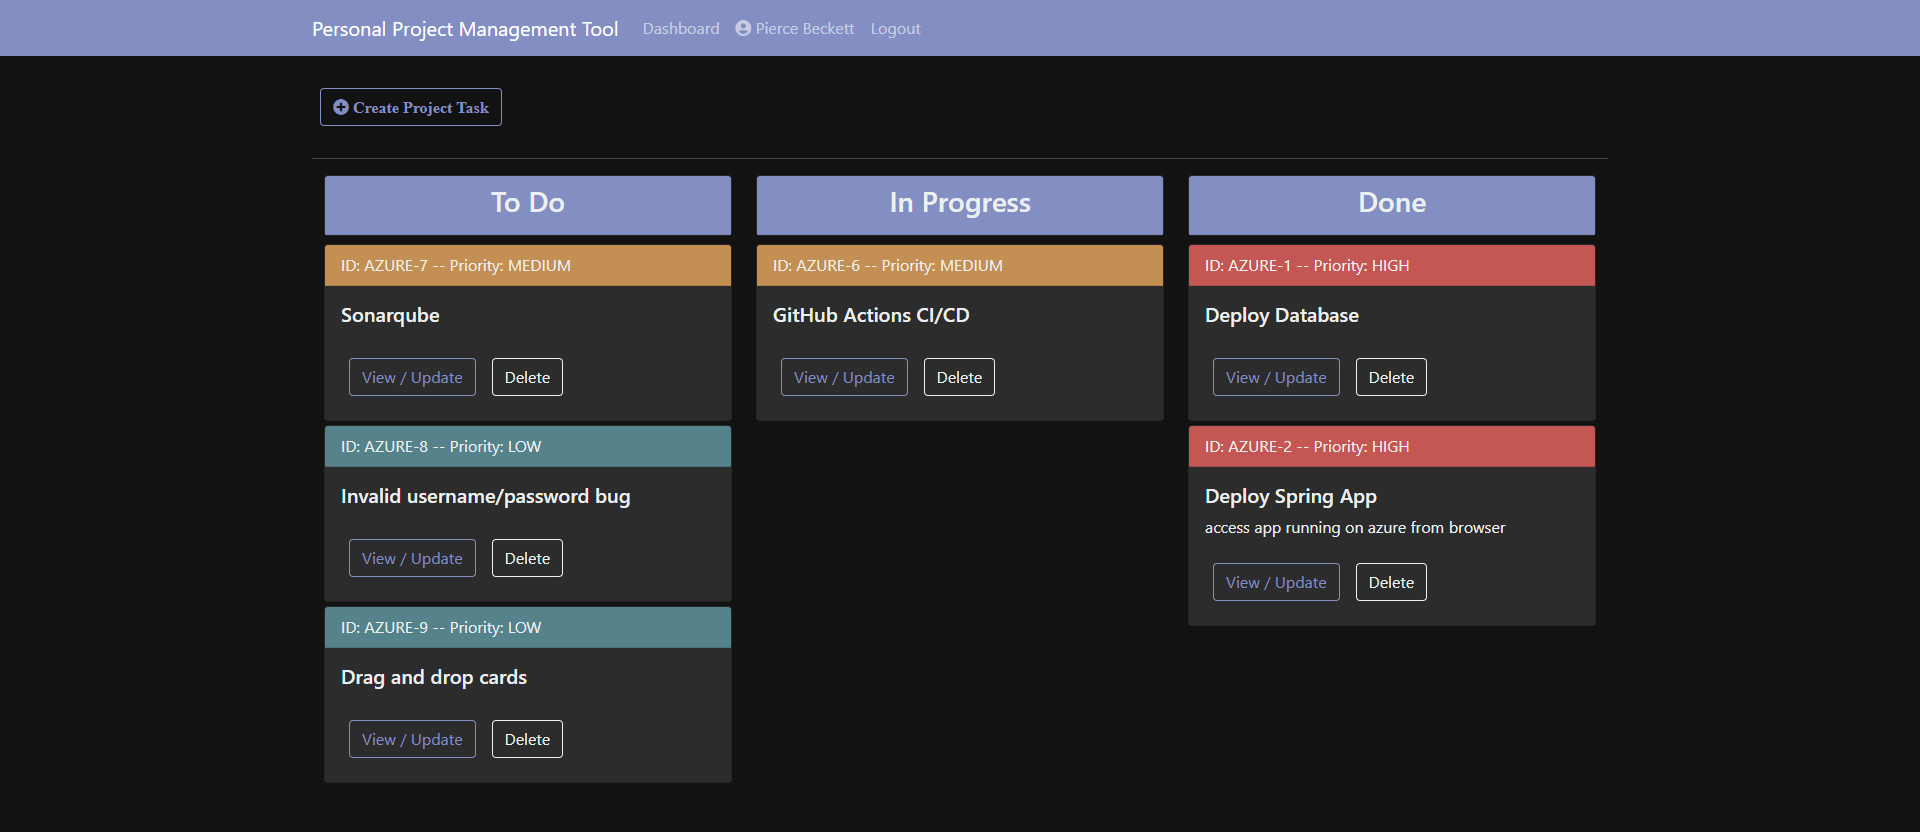 Personal Project Management Tool Dashboard Pierce Beckett Logout
Create Project Task
To Do
ID: AZURE-7 -- Priority: MEDIUM
Sonarqube
View / Update Delete
ID: AZURE-8 -- Priority: LOW
Invalid username/password bug
View / Update Delete
ID: AZURE-9 -- Priority: LOW
Drag and drop cards
View / Update Delete
In Progress
ID: AZURE-6 -- Priority: MEDIUM
GitHub Actions CI/CD
View / Update Delete
Done
ID: AZURE-1 -- Priority: HIGH
Deploy Database
View / Update Delete
ID: AZURE-2 -- Priority: HIGH
Deploy Spring App
access app running on azure from browser
View / Update Delete